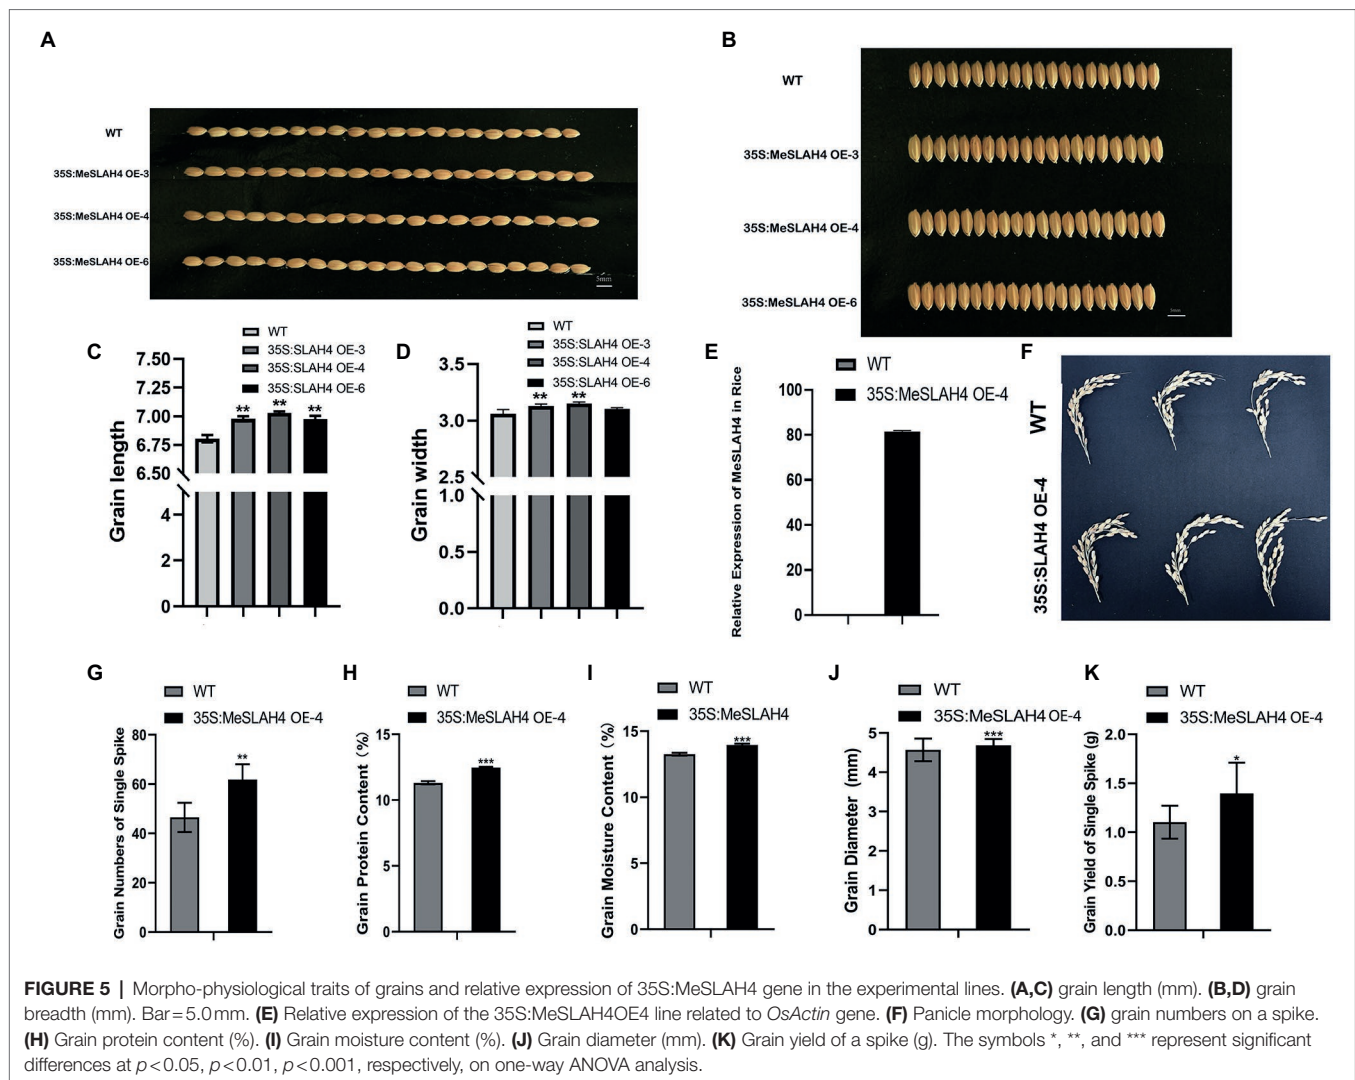 A
WT
35S:MeSLAH4 OE-3
35S:MeSLAH4 OE-4
35S:MeSLAH4 OE-6
5mm
B
WT
35S:MeSLAH4 OE-3
35S:MeSLAH4 OE-4
35S:MeSLAH4 OE-6
5mm
C
WT
35S:SLAH4 OE-3
35S:SLAH4 OE-4
35S:SLAH4 OE-6
Grain length
7.50
7.25
7.00
6.75
6.50
4
2
0
** ** **
D
WT
35S:SLAH4 OE-3
35S:SLAH4 OE-4
35S:SLAH4 OE-6
Grain width
3.5
3.0
2.5
1.0
0.5
0.0
** **
E
WT
35S:MeSLAH4 OE-4
Relative Expression of MeSLAH4 in Rice
100
80
60
40
20
0
F
WT
35S:SLAH4 OE-4
G
WT
35S:MeSLAH4 OE-4
Grain Numbers of Single Spike
80
60
40
20
0
**
H
WT
35S:MeSLAH4 OE-4
Grain Protein Content (%)
15
10
5
0
***
I
WT
35S:MeSLAH4
Grain Moisture Content (%)
15
10
5
0
***
J
WT
35S:MeSLAH4 OE-4
Grain Diameter (mm)
5
4
3
2
1
0
***
K
WT
35S:MeSLAH4 OE-4
Grain Yield of Single Spike (g)
2.0
1.5
1.0
0.5
0.0
*
FIGURE 5 | Morpho-physiological traits of grains and relative expression of 35S:MeSLAH4 gene in the experimental lines. (A,C) grain length (mm). (B,D) grain
breadth (mm). Bar=5.0mm. (E) Relative expression of the 35S:MeSLAH4OE4 line related to OsActin gene. (F) Panicle morphology. (G) grain numbers on a spike.
(H) Grain protein content (%). (I) Grain moisture content (%). (J) Grain diameter (mm). (K) Grain yield of a spike (g). The symbols *, **, and *** represent significant
differences at p<0.05, p<0.01, p<0.001, respectively, on one-way ANOVA analysis.